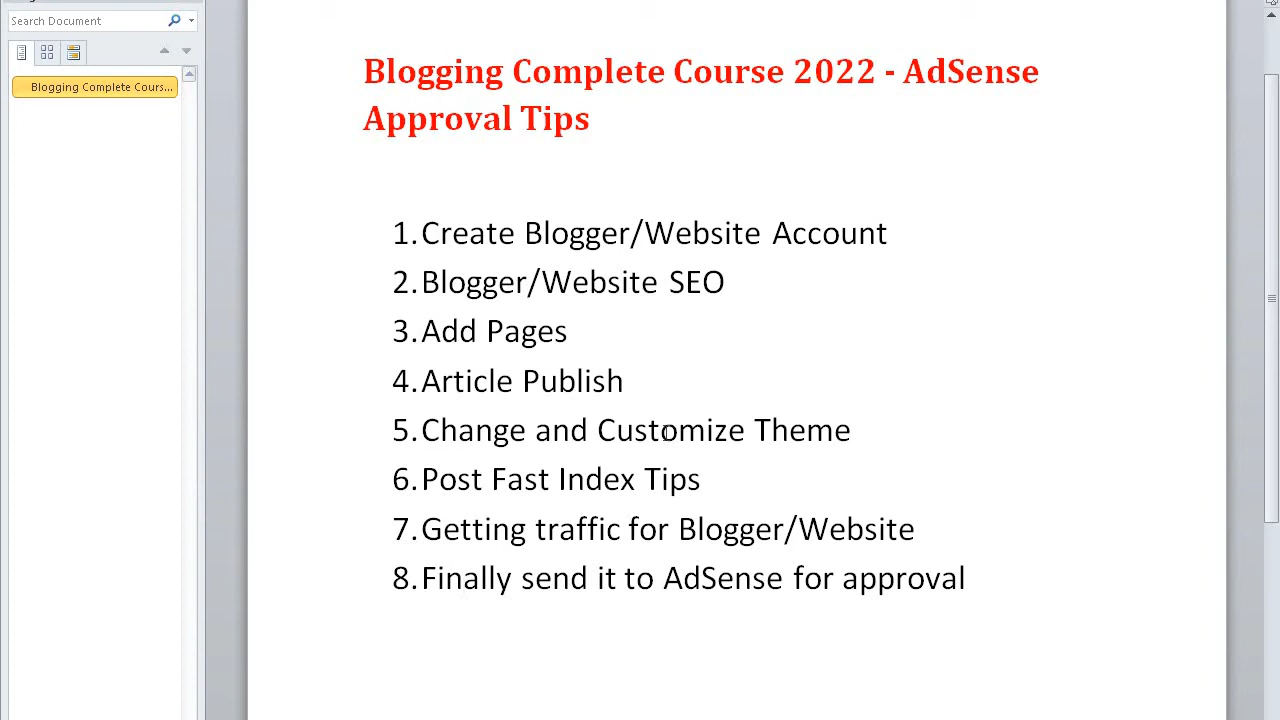 Search Document
Blogging Complete Cours...
Blogging Complete Course 2022 - AdSense
Approval Tips
1. Create Blogger/Website Account
2. Blogger/Website SEO
3. Add Pages
4. Article Publish
5. Change and Customize Theme
6. Post Fast Index Tips
7. Getting traffic for Blogger/Website
8. Finally send it to AdSense for approval